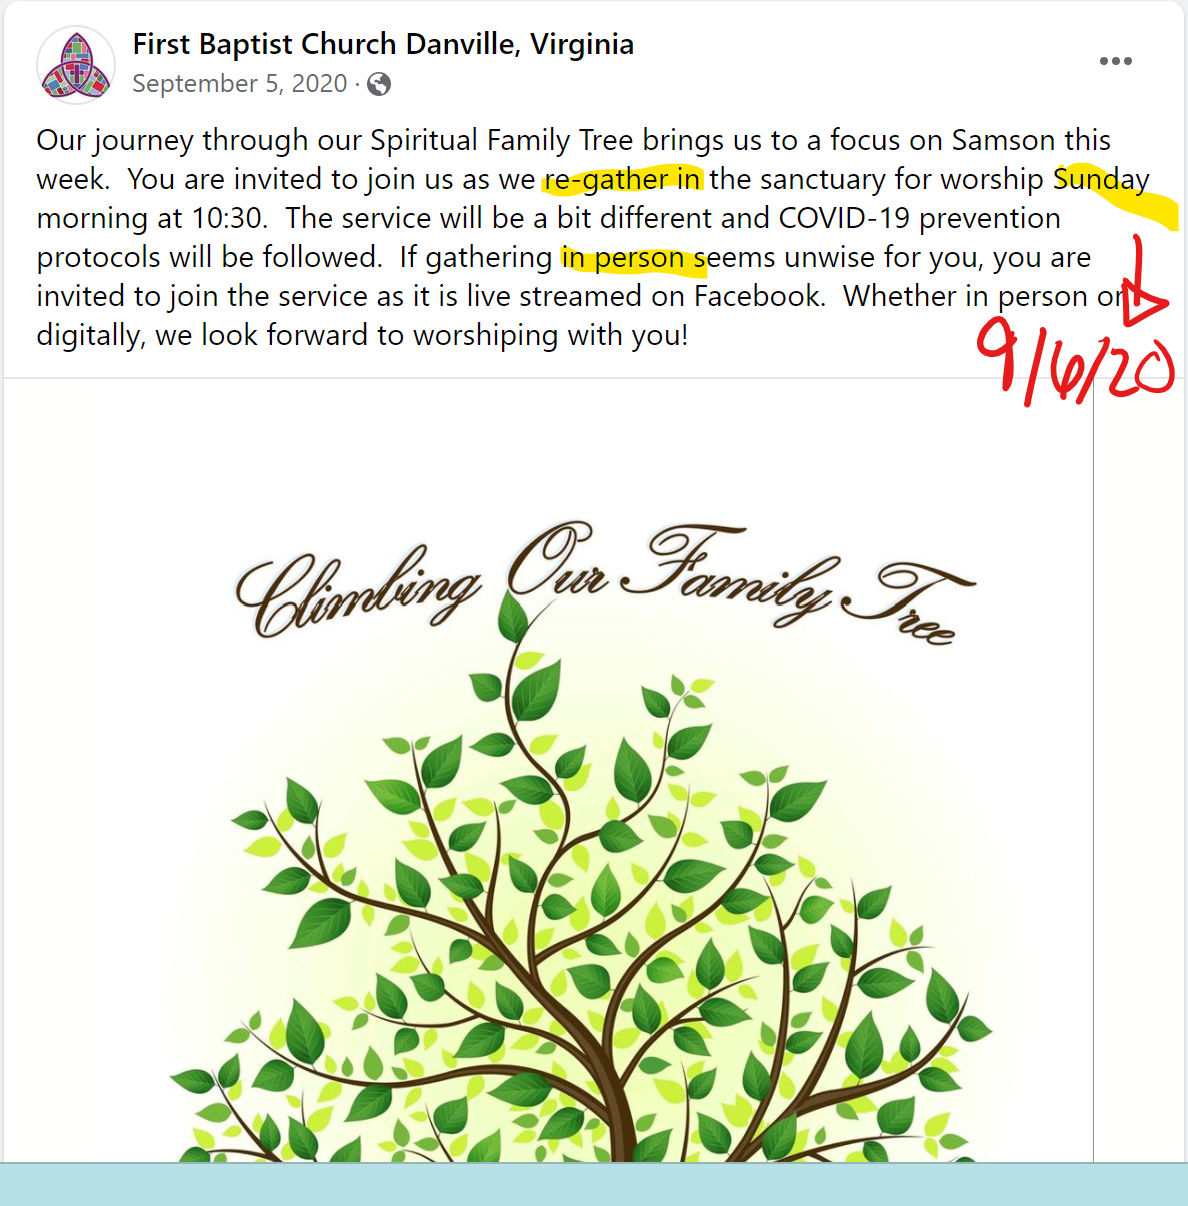 First Baptist Church Danville, Virginia
September 5, 2020 ·
Our journey through our Spiritual Family Tree brings us to a focus on Samson this
week.  You are invited to join us as we re-gather in the sanctuary for worship Sunday
morning at 10:30.  The service will be a bit different and COVID-19 prevention
protocols will be followed.  If gathering in person seems unwise for you, you are
invited to join the service as it is live streamed on Facebook.  Whether in person or
digitally, we look forward to worshiping with you!
9/6/20
Climbing Our Family Tree